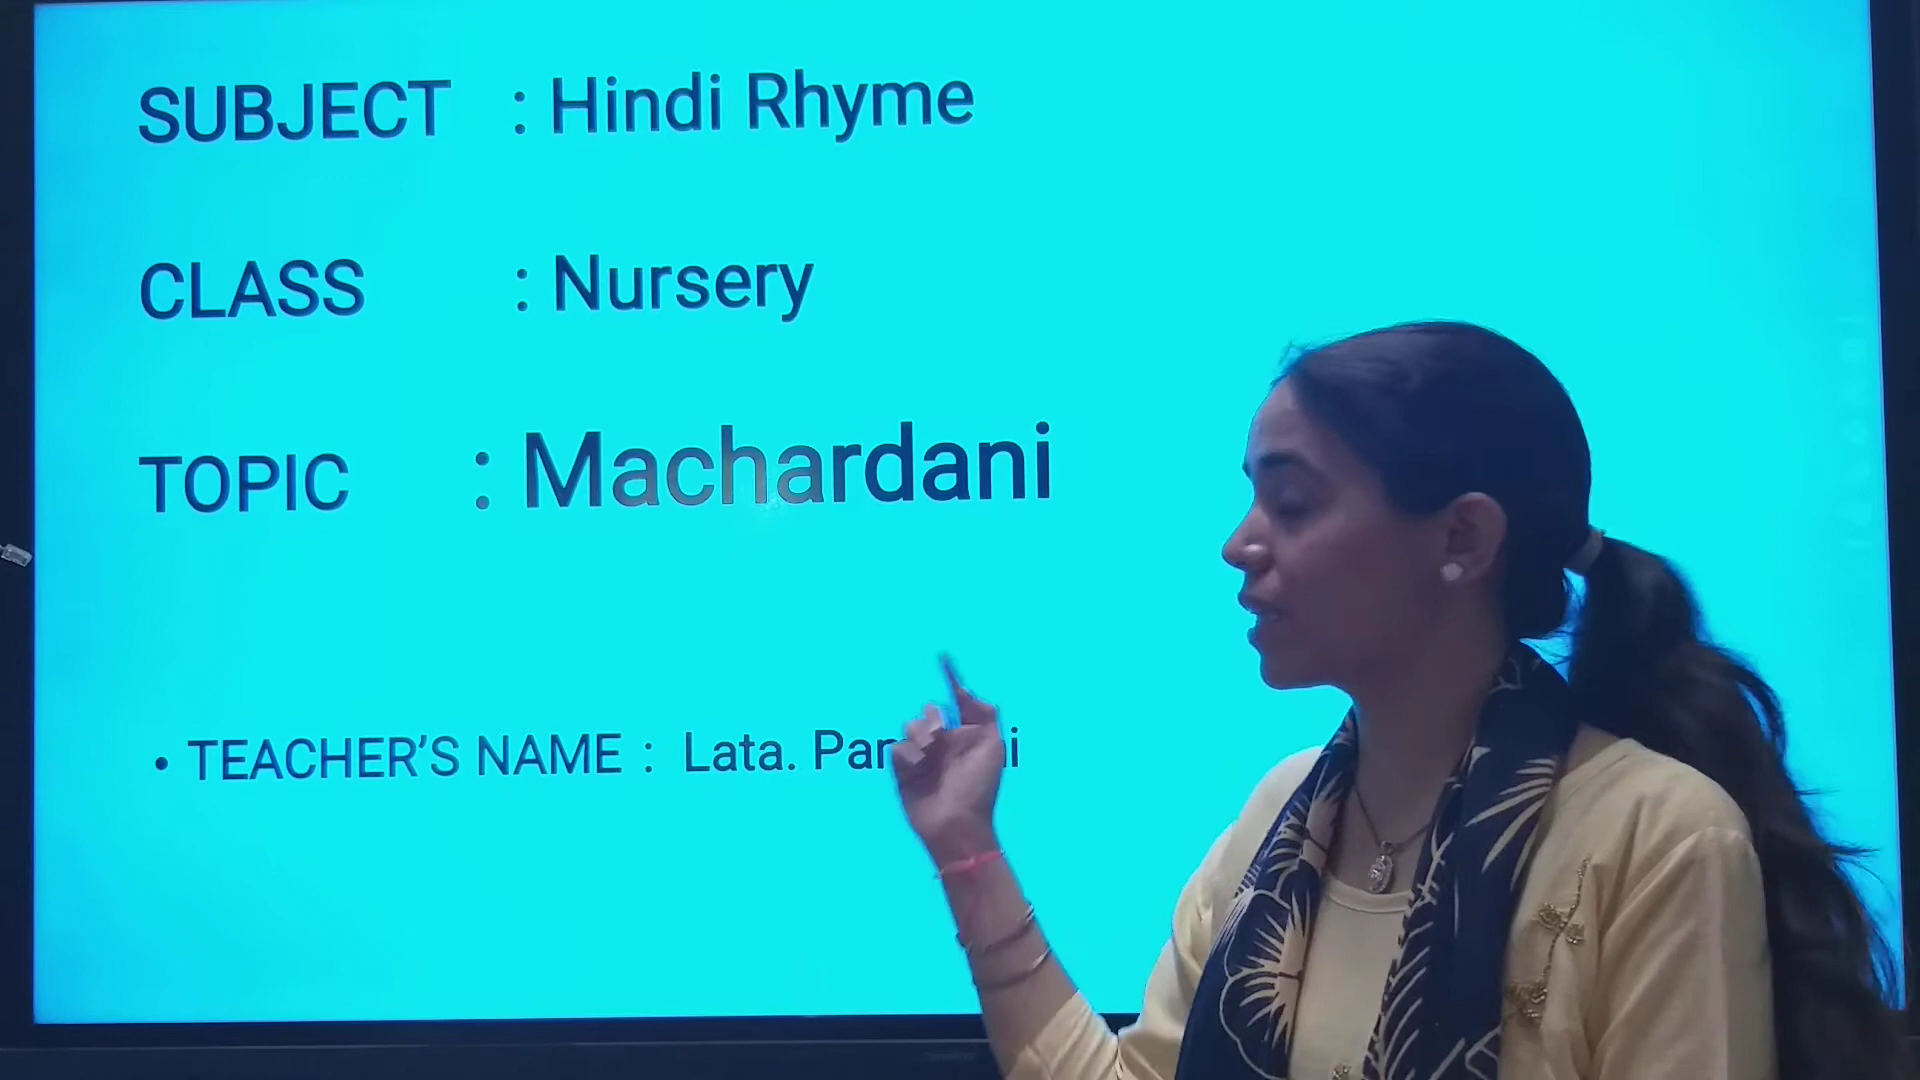 SUBJECT : Hindi Rhyme
CLASS : Nursery
TOPIC : Machardani
• TEACHER'S NAME : Lata.